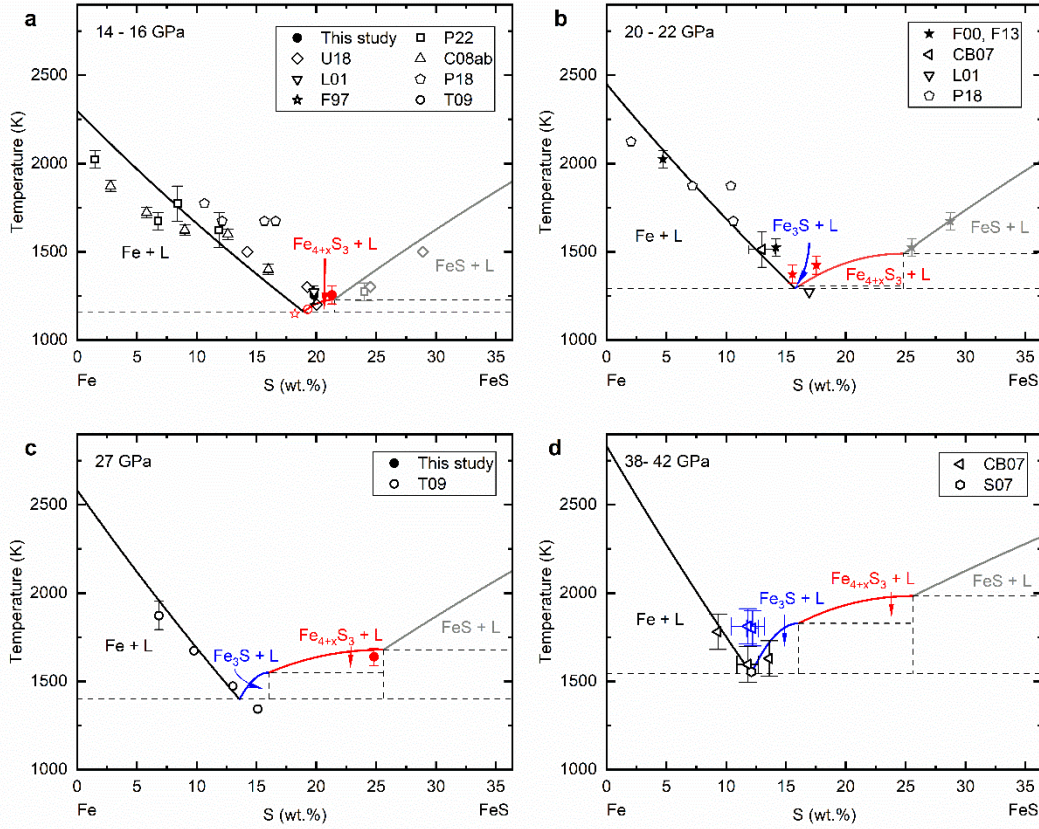 a
14 - 16 GPa
This study
P22
U18
C08ab
L01
P18
F97
T09
2500
2000
1500
1000
Temperature (K)
Fe + L
Fe4+xS3 + L
FeS + L
0 5 10 15 20 25 30 35
Fe
S (wt.%)
FeS
b
20 - 22 GPa
F00, F13
CB07
L01
P18
2500
2000
1500
1000
Temperature (K)
Fe + L
Fe3S + L
Fe4+xS3 + L
FeS + L
0 5 10 15 20 25 30 35
Fe
S (wt.%)
FeS
c
27 GPa
This study
T09
2500
2000
1500
1000
Temperature (K)
Fe + L
Fe3S + L
Fe4+xS3 + L
FeS + L
0 5 10 15 20 25 30 35
Fe
S (wt.%)
FeS
d
38- 42 GPa
CB07
S07
2500
2000
1500
1000
Temperature (K)
Fe + L
Fe3S + L
Fe4+xS3 + L
FeS + L
0 5 10 15 20 25 30 35
Fe
S (wt.%)
FeS